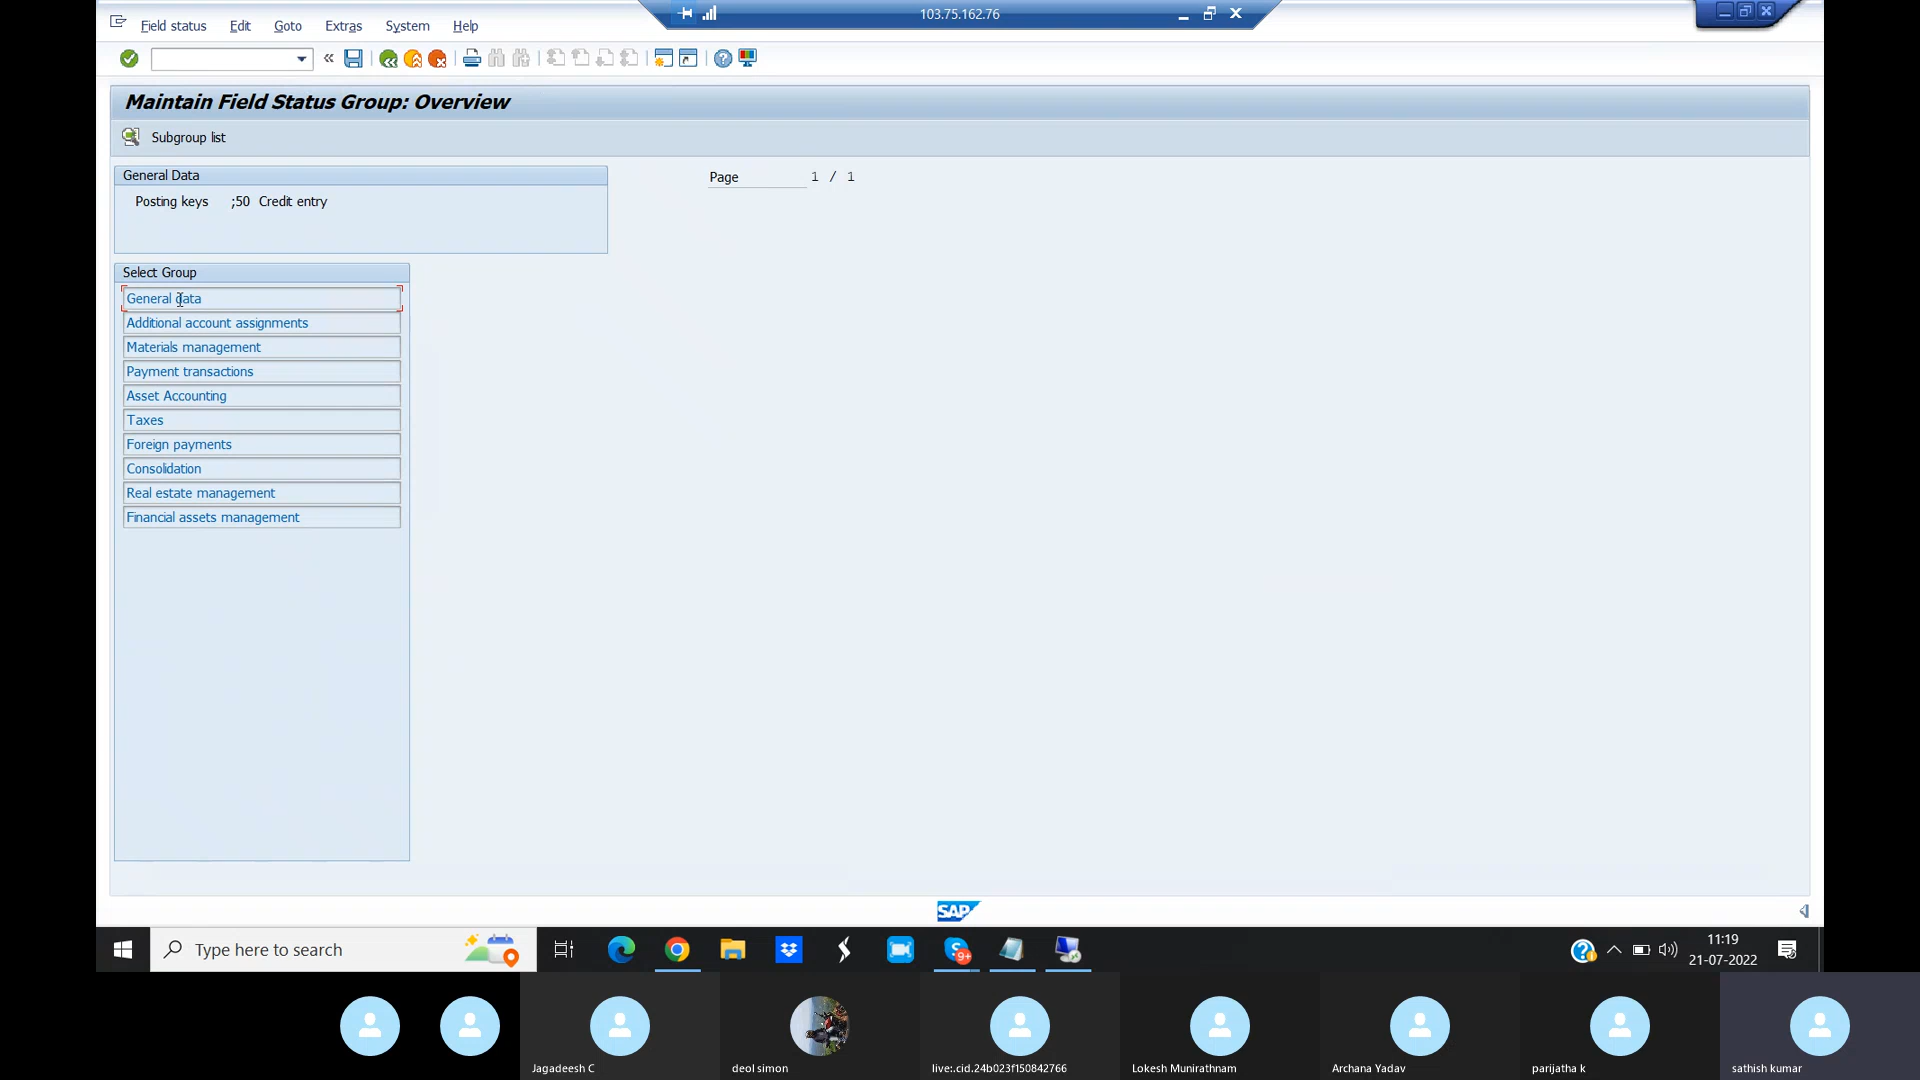 103.75.162.76
Field status Edit Goto Extras System Help
Maintain Field Status Group: Overview
Subgroup list
General Data
Posting keys ;50 Credit entry
Page 1 / 1
Select Group
General data
Additional account assignments
Materials management
Payment transactions
Asset Accounting
Taxes
Foreign payments
Consolidation
Real estate management
Financial assets management
SAP
Type here to search
9+
11:19
21-07-2022
Jagadeesh C
deol simon
live:.cid.24b023f150842766
Lokesh Munirathnam
Archana Yadav
parijatha k
sathish kumar